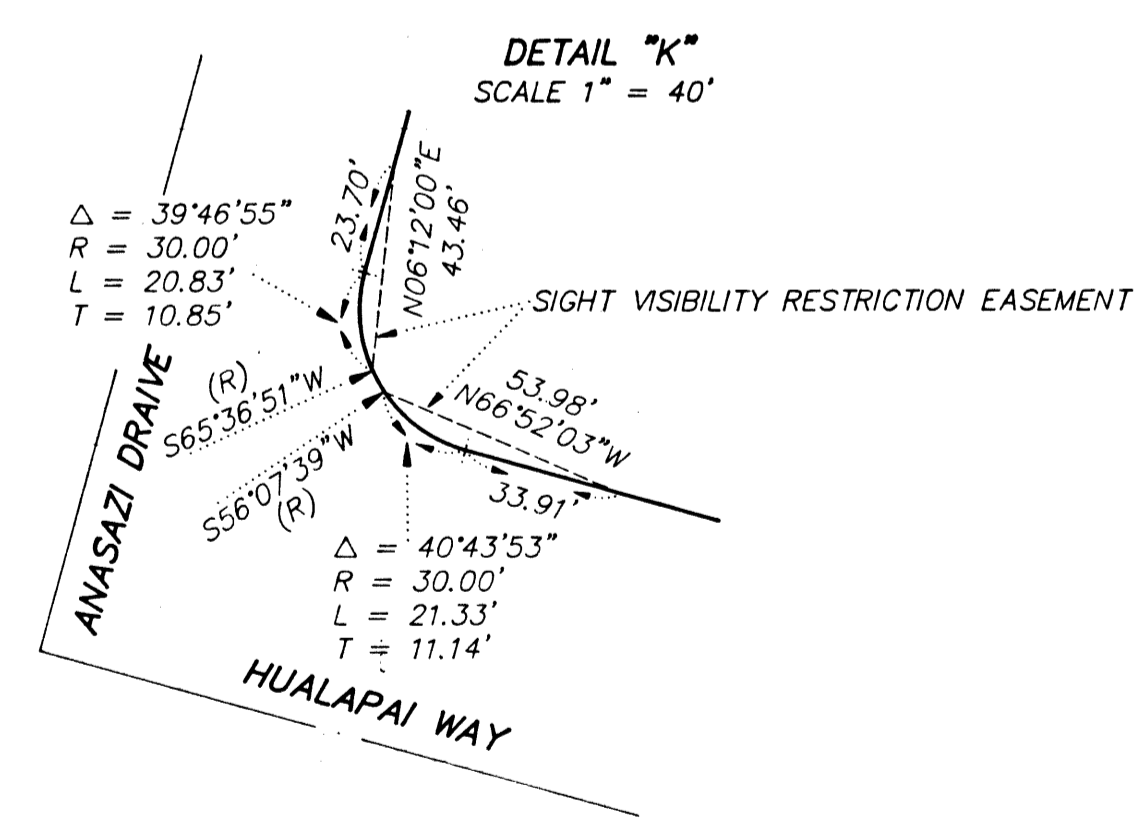 DETAIL "K"
SCALE 1" = 40'
23.70'
N06°12'00"E
43.46'
Δ = 39°46'55"
R = 30.00'
L = 20.83'
T = 10.85'
SIGHT VISIBILITY RESTRICTION EASEMENT
(R)
S65°36'51"W
53.98'
N66°52'03"W
S56°07'39"W
(R)
33.91'
ANASAZI DRAIVE
Δ = 40°43'53"
R = 30.00'
L = 21.33'
T = 11.14'
HUALAPAI WAY